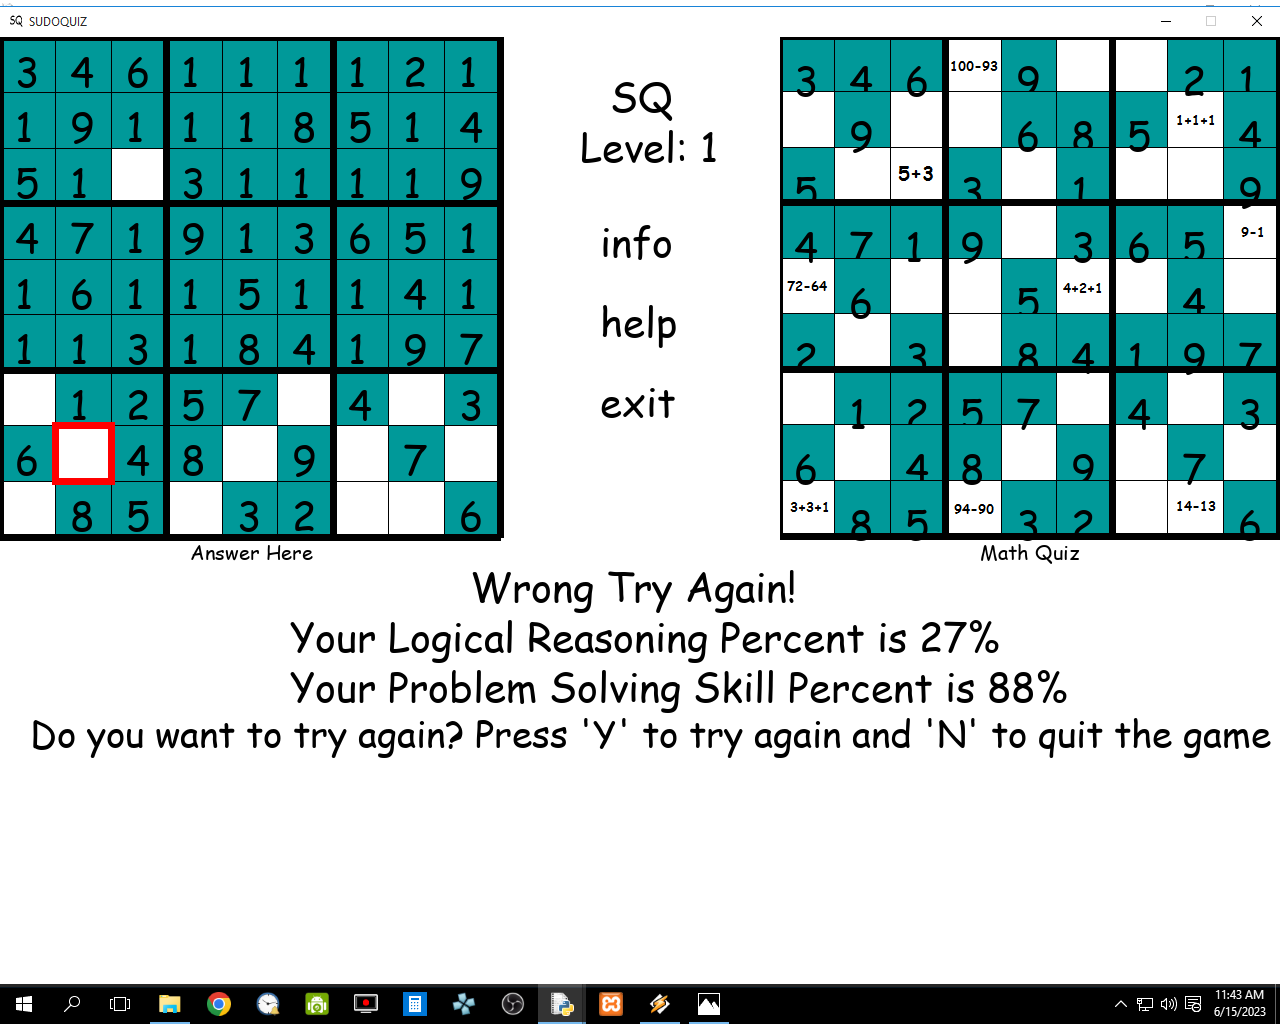 SQ SUDOQUIZ
3 4 6 1 1 1 1 2 1
1 9 1 1 1 8 5 1 4
5 1 3 1 1 1 1 9
4 7 1 9 1 3 6 5 1
1 6 1 1 5 1 1 4 1
1 1 3 1 8 4 1 9 7
1 2 5 7 4 3
6 4 8 9 7
8 5 3 2 6
Answer Here
SQ
Level: 1
info
help
exit
3 4 6 100-93 9 2 1
9 6 8 5 1+1+1 4
5 5+3 3 1 9
4 7 1 9 3 6 5 9-1
72-64 6 5 4+2+1 4
2 3 8 4 1 9 7
1 2 5 7 4 3
6 4 8 9 7
3+3+1 8 5 94-90 3 2 14-13 6
Math Quiz
Wrong Try Again!
Your Logical Reasoning Percent is 27%
Your Problem Solving Skill Percent is 88%
Do you want to try again? Press 'Y' to try again and 'N' to quit the game
11:43 AM
6/15/2023